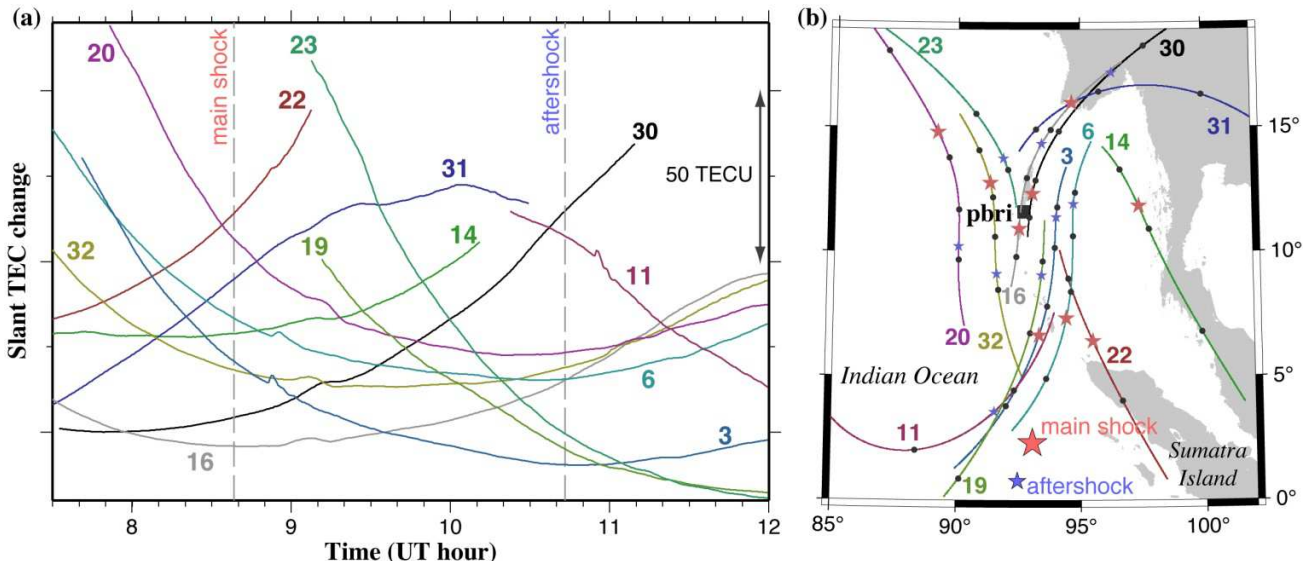 (a)
20
main shock
23
22
aftershock
30
31
50 TECU
14
19
32
11
6
3
16
Slant TEC change
8
9
10
11
12
Time (UT hour)
(b)
23
30
31
6
14
3
15°
pbri
10°
16
20
32
22
Indian Ocean
5°
11
main shock
Sumatra
Island
aftershock
19
0°
85°
90°
95°
100°